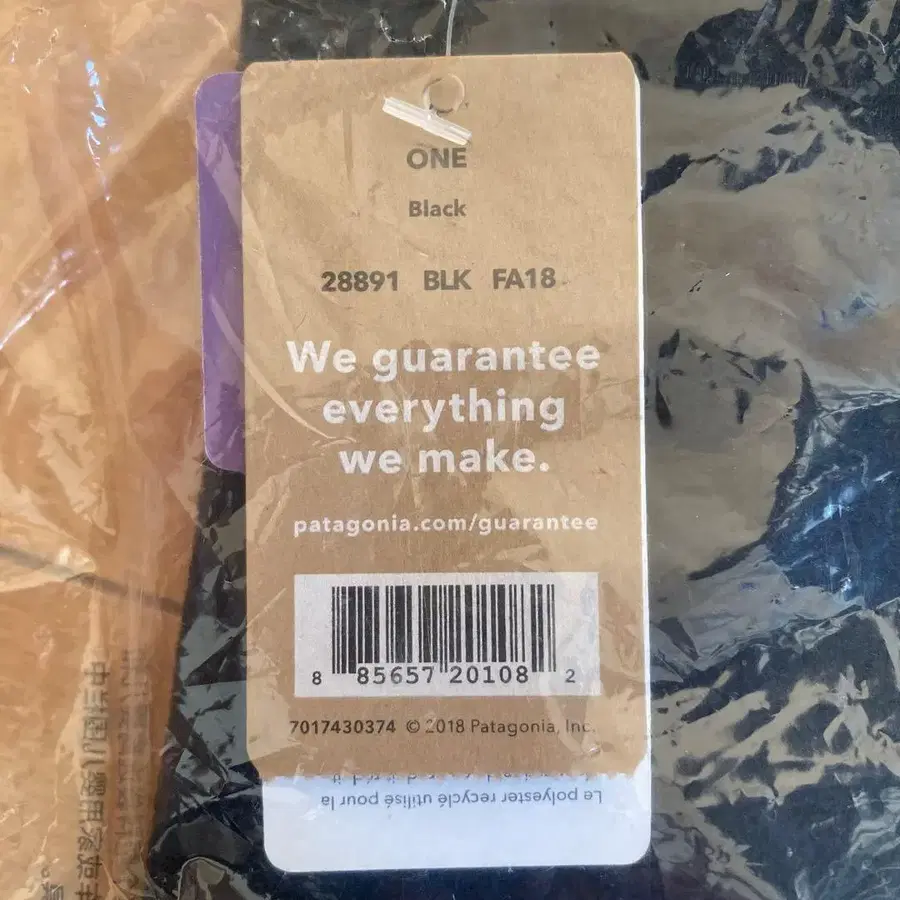 ONE
Black
28891 BLK FA18
We guarantee
everything
we make.
patagonia.com/guarantee
8 85657 20108 2
7017430374 © 2018 Patagonia, Inc.
Le polyester recyclé utilisé pour la